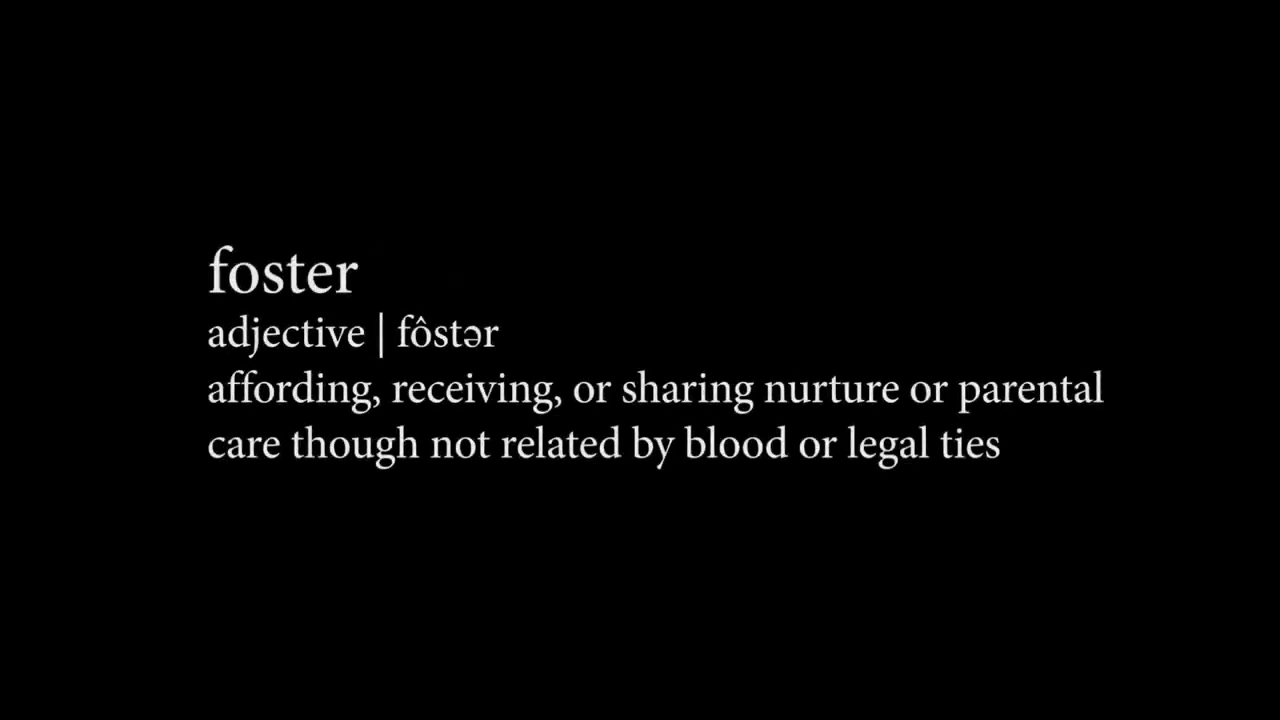 foster
adjective | fôstər
affording, receiving, or sharing nurture or parental
care though not related by blood or legal ties